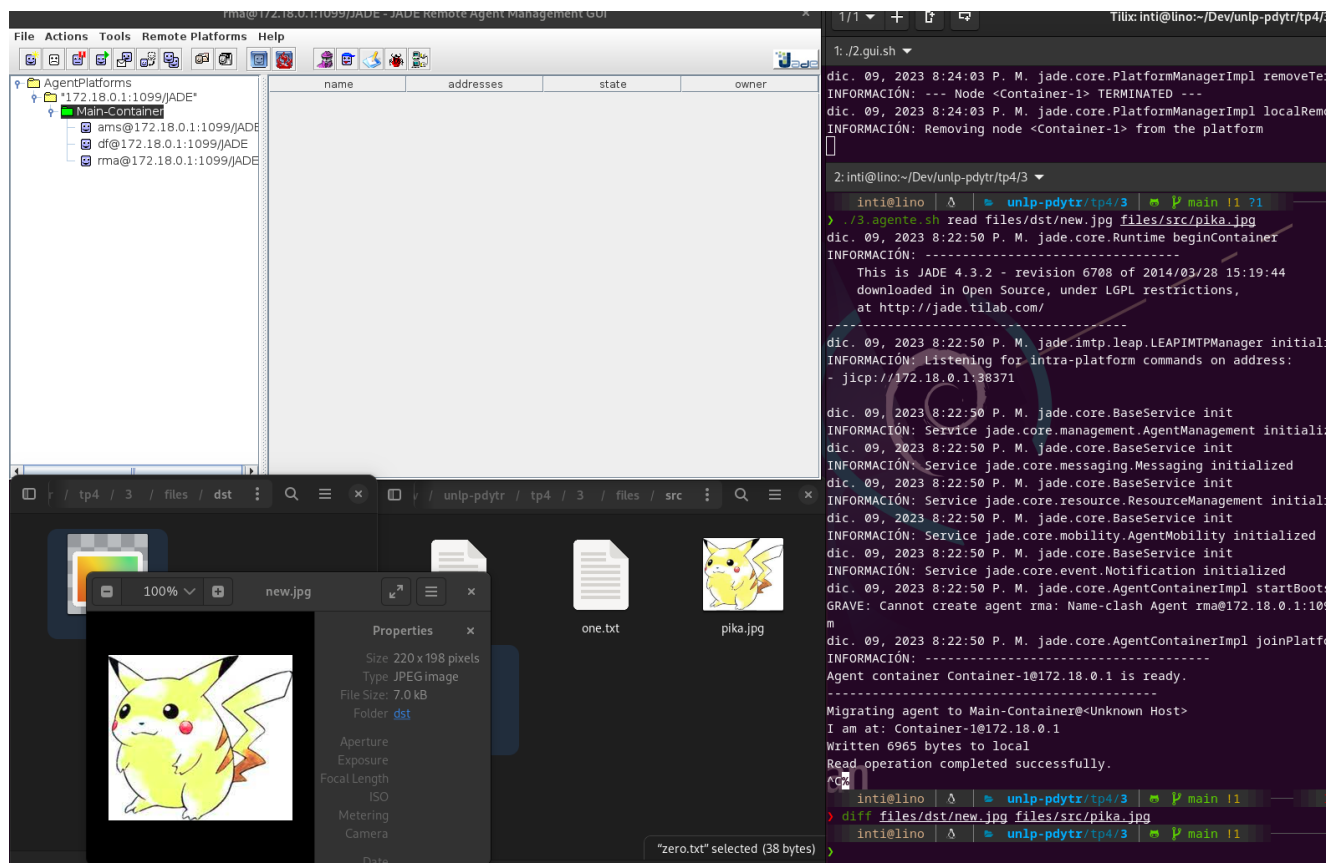 rma@172.18.0.1:1099/JADE - JADE Remote Agent Management GUI
File Actions Tools Remote Platforms Help
Jade
AgentPlatforms
"172.18.0.1:1099/JADE"
Main-Container
ams@172.18.0.1:1099/JADE
df@172.18.0.1:1099/JADE
rma@172.18.0.1:1099/JADE
name addresses state owner
/ tp4 / 3 / files / dst
/ unlp-pdytr / tp4 / 3 / files / src
100% new.jpg
Properties
Size 220 x 198 pixels
Type JPEG image
File Size: 7.0 kB
Folder dst
Aperture
Exposure
Focal Length
ISO
Metering
Camera
Date
one.txt
pika.jpg
"zero.txt" selected (38 bytes)
1/1 Tilix: inti@lino:~/Dev/unlp-pdytr/tp4/3
1: ./2.gui.sh
dic. 09, 2023 8:24:03 P. M. jade.core.PlatformManagerImpl removeTe
INFORMACIÓN: --- Node <Container-1> TERMINATED ---
dic. 09, 2023 8:24:03 P. M. jade.core.PlatformManagerImpl localRem
INFORMACIÓN: Removing node <Container-1> from the platform
2: inti@lino:~/Dev/unlp-pdytr/tp4/3
inti@lino unlp-pdytr/tp4/3 main !1 ?1
❯ ./3.agente.sh read files/dst/new.jpg files/src/pika.jpg
dic. 09, 2023 8:22:50 P. M. jade.core.Runtime beginContainer
INFORMACIÓN: ----------------------------------
This is JADE 4.3.2 - revision 6708 of 2014/03/28 15:19:44
downloaded in Open Source, under LGPL restrictions,
at http://jade.tilab.com/
----------------------------------------
dic. 09, 2023 8:22:50 P. M. jade.imtp.leap.LEAPIMTPManager initiali
INFORMACIÓN: Listening for intra-platform commands on address:
- jicp://172.18.0.1:38371
dic. 09, 2023 8:22:50 P. M. jade.core.BaseService init
INFORMACIÓN: Service jade.core.management.AgentManagement initiali
dic. 09, 2023 8:22:50 P. M. jade.core.BaseService init
INFORMACIÓN: Service jade.core.messaging.Messaging initialized
dic. 09, 2023 8:22:50 P. M. jade.core.BaseService init
INFORMACIÓN: Service jade.core.resource.ResourceManagement initiali
dic. 09, 2023 8:22:50 P. M. jade.core.BaseService init
INFORMACIÓN: Service jade.core.mobility.AgentMobility initialized
dic. 09, 2023 8:22:50 P. M. jade.core.BaseService init
INFORMACIÓN: Service jade.core.event.Notification initialized
dic. 09, 2023 8:22:50 P. M. jade.core.AgentContainerImpl startBoots
GRAVE: Cannot create agent rma: Name-clash Agent rma@172.18.0.1:109
m
dic. 09, 2023 8:22:50 P. M. jade.core.AgentContainerImpl joinPlatfo
INFORMACIÓN: --------------------------------------
Agent container Container-1@172.18.0.1 is ready.
--------------------------------------------
Migrating agent to Main-Container@<Unknown Host>
I am at: Container-1@172.18.0.1
Written 6965 bytes to local
Read operation completed successfully.
^C%
inti@lino unlp-pdytr/tp4/3 main !1
❯ diff files/dst/new.jpg files/src/pika.jpg
inti@lino unlp-pdytr/tp4/3 main !1
❯